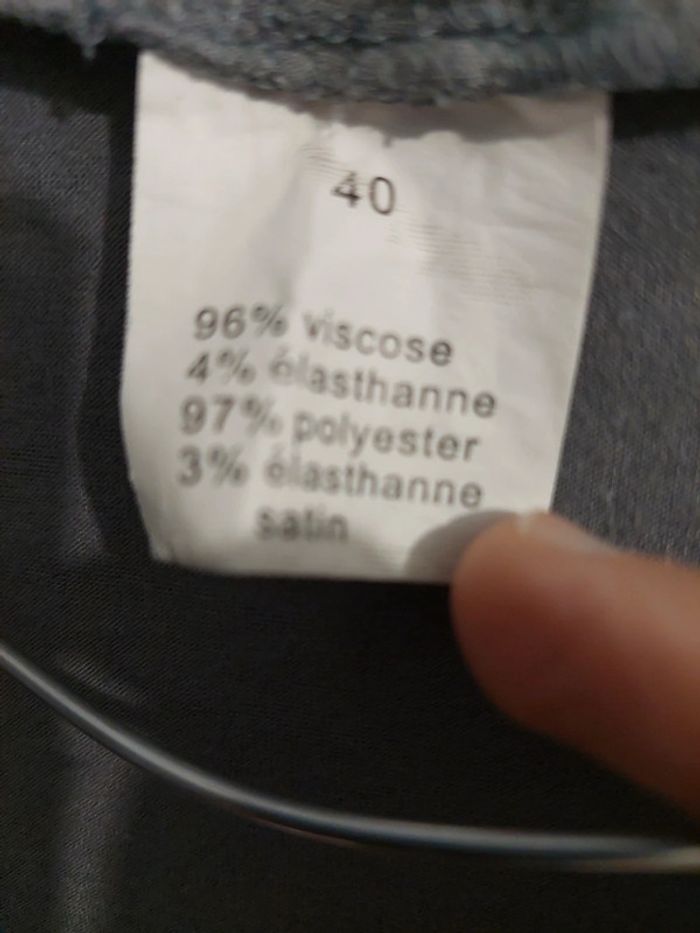 40
96% viscose
4% élasthanne
97% polyester
3% élasthanne
satin